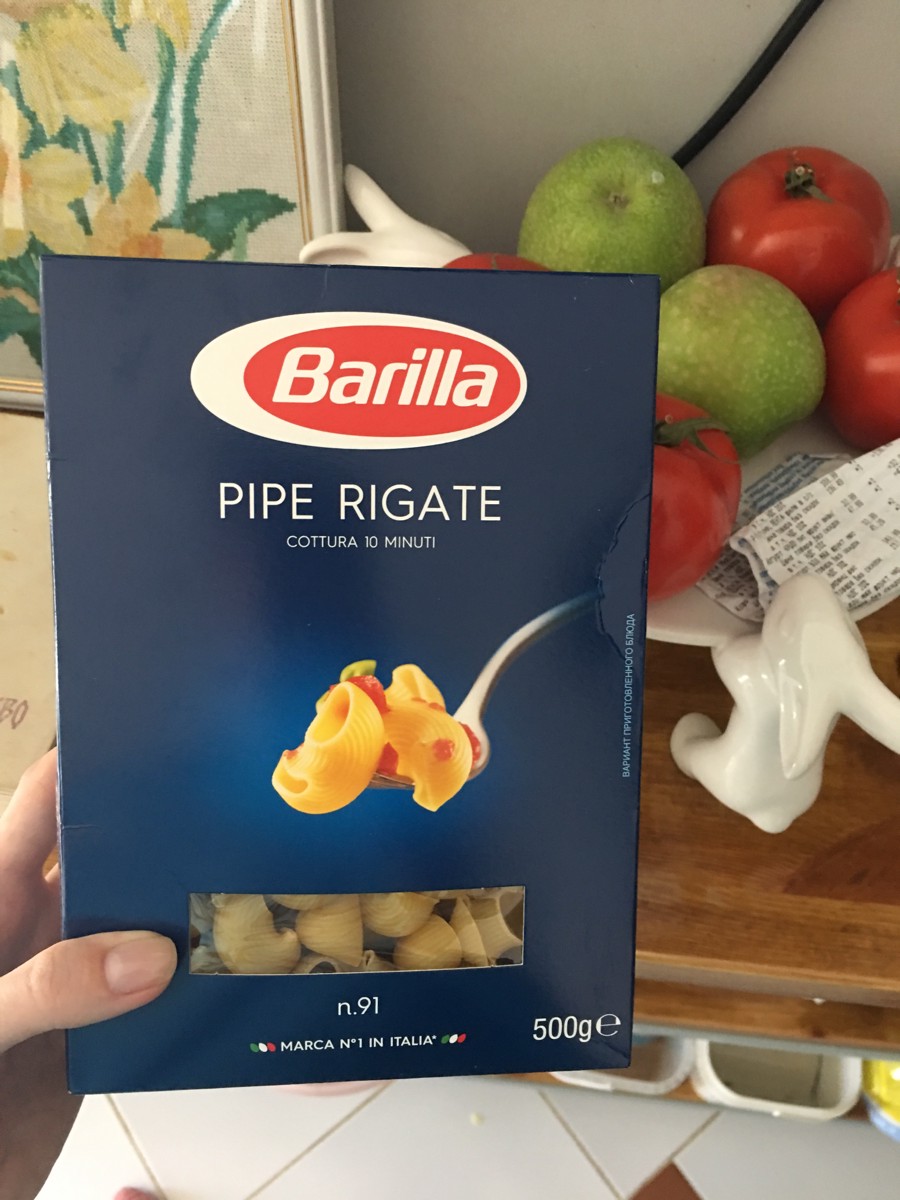 Barilla
PIPE RIGATE
COTTURA 10 MINUTI
ВАРИАНТ ПРИГОТОВЛЕННОГО БЛЮДА
n.91
MARCA N°1 IN ITALIA*
500g℮